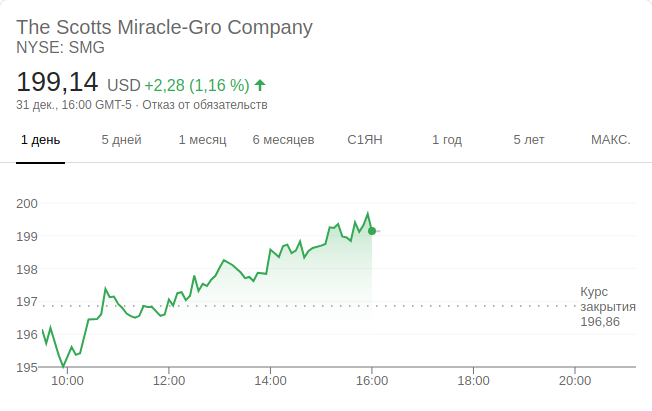 The Scotts Miracle-Gro Company
NYSE: SMG
199,14 USD +2,28 (1,16 %)
31 дек., 16:00 GMT-5 · Отказ от обязательств
1 день 5 дней 1 месяц 6 месяцев С1ЯН 1 год 5 лет МАКС.
200
199
198
197
196
195
Курс
закрытия
196,86
10:00 12:00 14:00 16:00 18:00 20:00